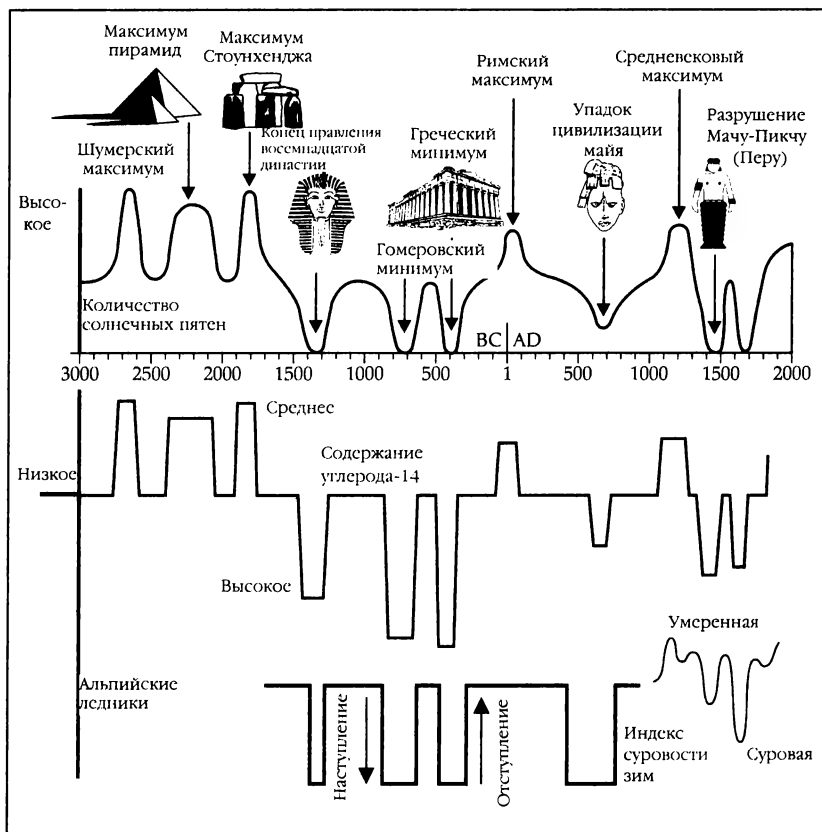 Максимум
пирамид
Максимум
Стоунхенджа
Римский
максимум
Средневековый
максимум
Шумерский
максимум
Конец правления
восемнадцатой
династии
Греческий
минимум
Упадок
цивилизации
майя
Разрушение
Мачу-Пикчу
(Перу)
Высо-
кое
Гомеровский
минимум
Количество
солнечных пятен
BC AD
3000 2500 2000 1500 1000 500 1 500 1000 1500 2000
Среднее
Содержание
углерода-14
Низкое
Высокое
Умеренная
Альпийские
ледники
Наступление
Отступление
Индекс
суровости
зим
Суровая